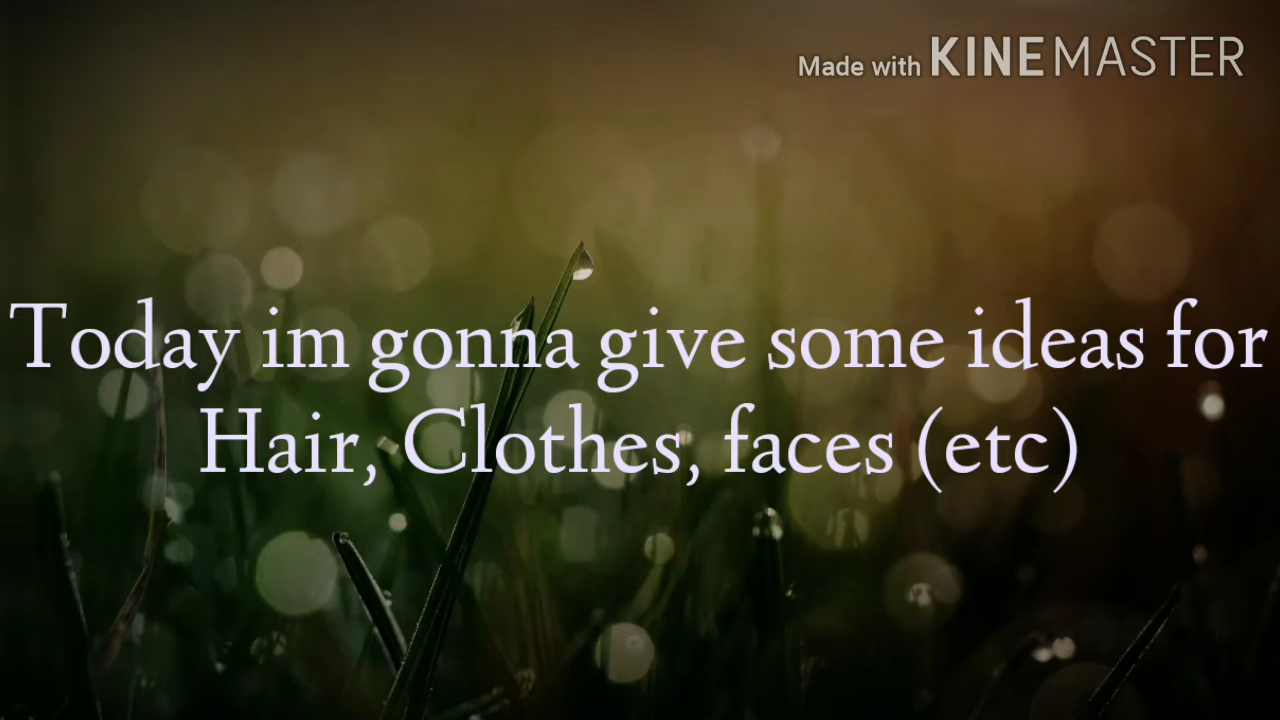 Made with KINEMASTER
Today im gonna give some ideas for
Hair, Clothes, faces (etc)